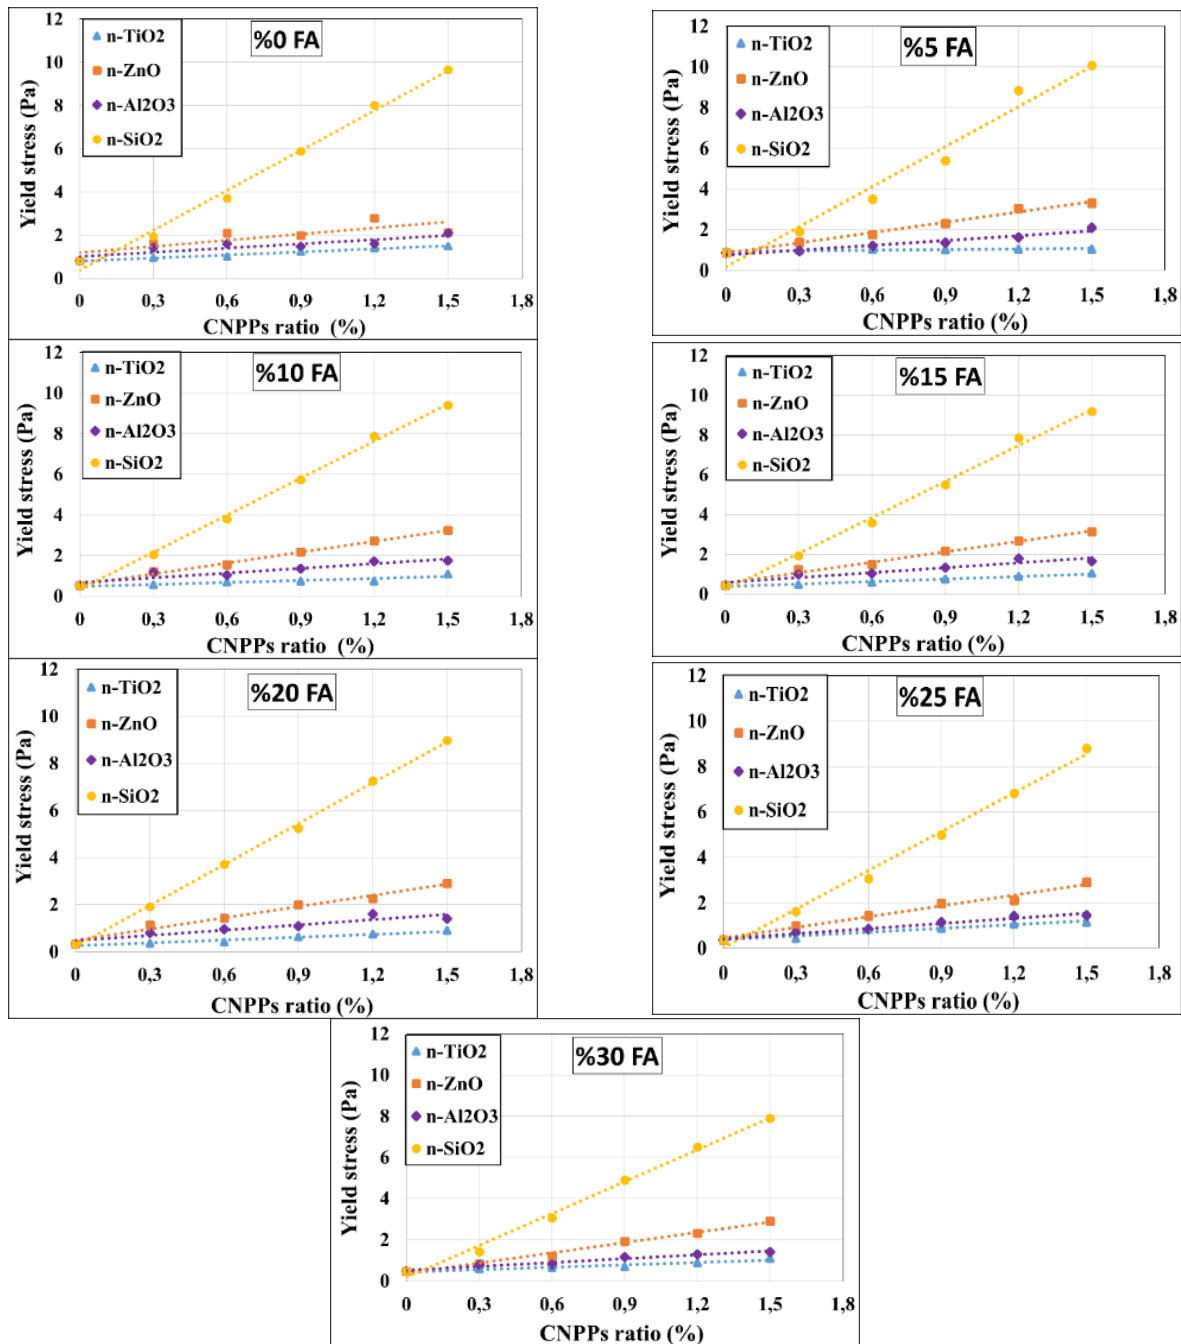 %0 FA
n-TiO2
n-ZnO
n-Al2O3
n-SiO2
Yield stress (Pa)
12
10
8
6
4
2
0
0 0,3 0,6 0,9 1,2 1,5 1,8
CNPPs ratio (%)
%5 FA
n-TiO2
n-ZnO
n-Al2O3
n-SiO2
Yield stress (Pa)
12
10
8
6
4
2
0
0 0,3 0,6 0,9 1,2 1,5 1,8
CNPPs ratio (%)
%10 FA
n-TiO2
n-ZnO
n-Al2O3
n-SiO2
Yield stress (Pa)
12
10
8
6
4
2
0
0 0,3 0,6 0,9 1,2 1,5 1,8
CNPPs ratio (%)
%15 FA
n-TiO2
n-ZnO
n-Al2O3
n-SiO2
Yield stress (Pa)
12
10
8
6
4
2
0
0 0,3 0,6 0,9 1,2 1,5 1,8
CNPPs ratio (%)
%20 FA
n-TiO2
n-ZnO
n-Al2O3
n-SiO2
Yield stress (Pa)
12
10
8
6
4
2
0
0 0,3 0,6 0,9 1,2 1,5 1,8
CNPPs ratio (%)
%25 FA
n-TiO2
n-ZnO
n-Al2O3
n-SiO2
Yield stress (Pa)
12
10
8
6
4
2
0
0 0,3 0,6 0,9 1,2 1,5 1,8
CNPPs ratio (%)
%30 FA
n-TiO2
n-ZnO
n-Al2O3
n-SiO2
Yield stress (Pa)
12
10
8
6
4
2
0
0 0,3 0,6 0,9 1,2 1,5 1,8
CNPPs ratio (%)